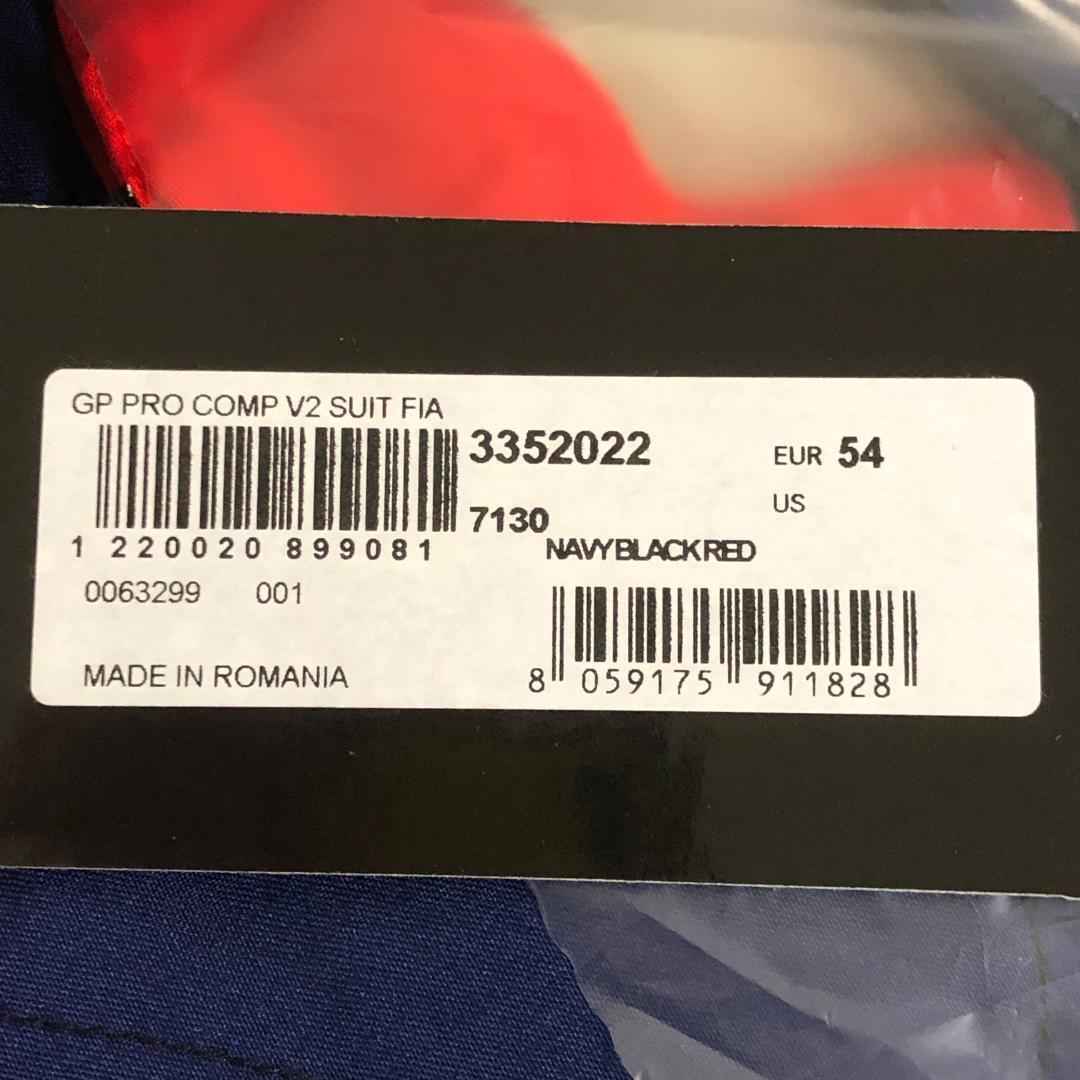 GP PRO COMP V2 SUIT FIA
3352022
EUR 54
US
7130
NAVYBLACKRED
1 220020 899081
0063299 001
MADE IN ROMANIA
8 059175 911828